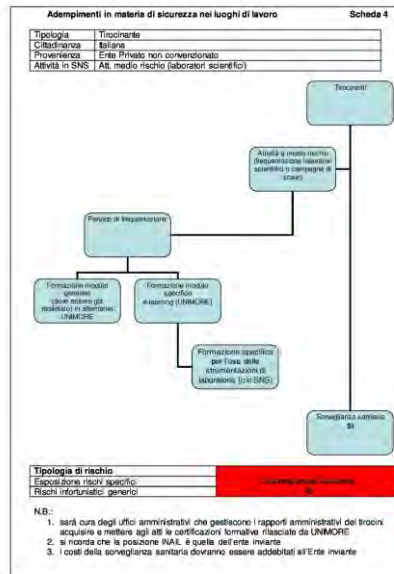 Adempimenti in materia di sicurezza nei luoghi di lavoro Scheda 4
Tipologia Tirocinante
Cittadinanza Italiana
Provenienza Ente Privato non convenzionato
Attività in SNS Att. medio rischio (laboratori scientifici)
Tirocinanti
Attività a medio rischio
(frequentazione laboratori
scientifici o campagne di
scavo)
Periodo di frequentazione
Formazione modulo
generale
(deve essere già
espletato) in alternativa
UNIMORE
Formazione modulo
specifico
e-learning (UNIMORE)
Formazione specifica
per l'uso delle
strumentazioni di
laboratorio (c/o SNS)
Sorveglianza sanitaria
SI
Tipologia di rischio
Esposizione rischi specifici
Rischi infortunistici generici SI
N.B.:
1. sarà cura degli uffici amministrativi che gestiscono i rapporti amministrativi dei tirocini
acquisire e mettere agli atti le certificazioni formative rilasciate da UNIMORE
2. si ricorda che la posizione INAIL è quella dell'ente inviante
3. i costi della sorveglianza sanitaria dovranno essere addebitati all'Ente inviante